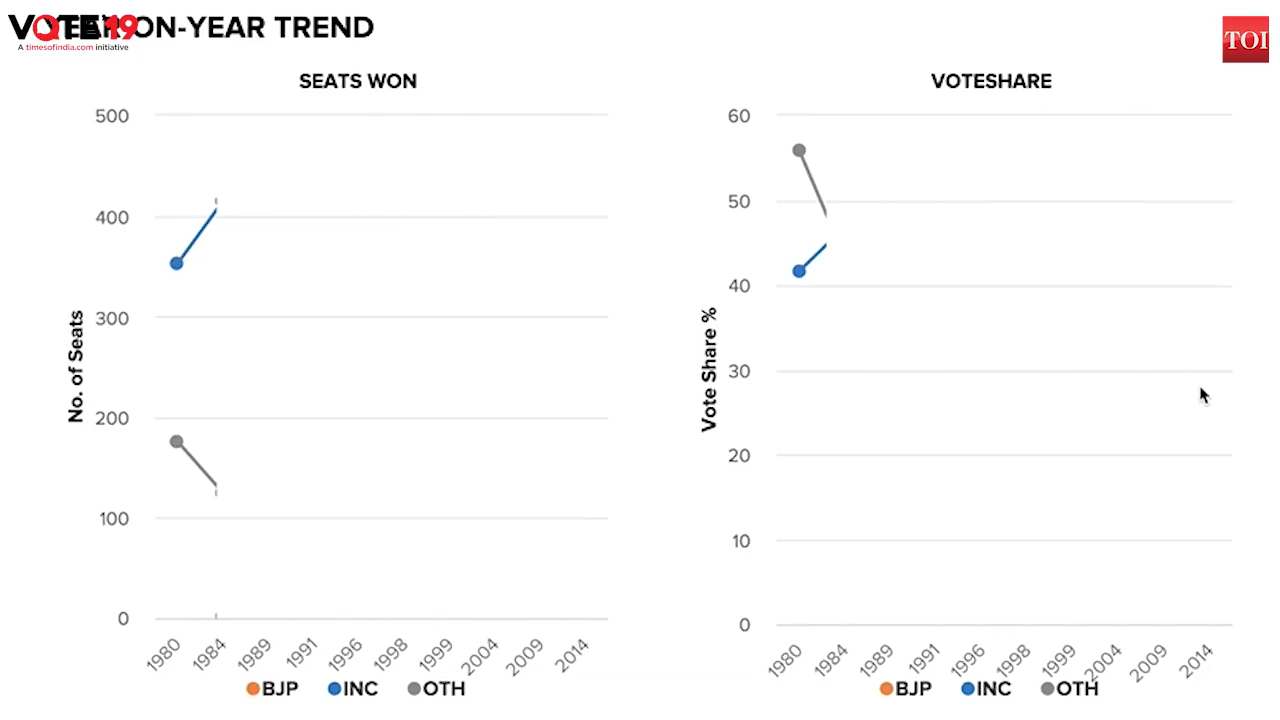 VOTE19
YEAR-ON-YEAR TREND
A timesofindia.com initiative
TOI
SEATS WON
500
400
300
200
100
0
No. of Seats
1980 1984 1989 1991 1996 1998 1999 2004 2009 2014
BJP INC OTH
VOTESHARE
60
50
40
30
20
10
0
Vote Share %
1980 1984 1989 1991 1996 1998 1999 2004 2009 2014
BJP INC OTH